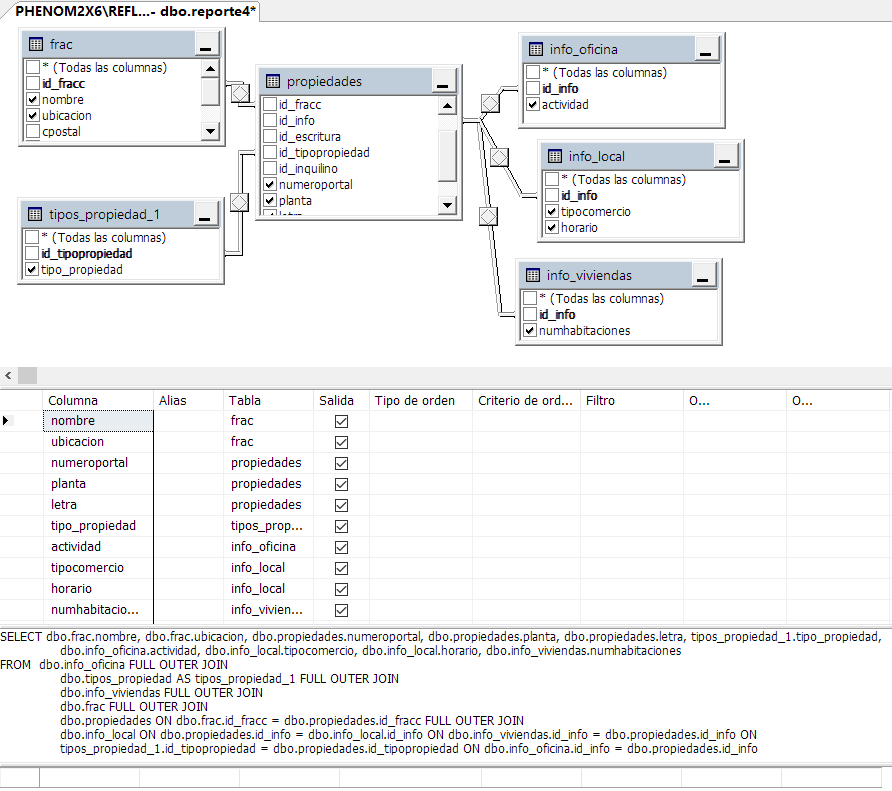 PHENOM2X6\REFL...- dbo.reporte4*
frac
* (Todas las columnas)
id_fracc
nombre
ubicacion
cpostal
tipos_propiedad_1
* (Todas las columnas)
id_tipopropiedad
tipo_propiedad
propiedades
id_fracc
id_info
id_escritura
id_tipopropiedad
id_inquilino
numeroportal
planta
letra
info_oficina
* (Todas las columnas)
id_info
actividad
info_local
* (Todas las columnas)
id_info
tipocomercio
horario
info_viviendas
* (Todas las columnas)
id_info
numhabitaciones
Columna Alias Tabla Salida Tipo de orden Criterio de ord... Filtro O... O...
nombre frac
ubicacion frac
numeroportal propiedades
planta propiedades
letra propiedades
tipo_propiedad tipos_prop...
actividad info_oficina
tipocomercio info_local
horario info_local
numhabitacio... info_vivien...
SELECT dbo.frac.nombre, dbo.frac.ubicacion, dbo.propiedades.numeroportal, dbo.propiedades.planta, dbo.propiedades.letra, tipos_propiedad_1.tipo_propiedad,
dbo.info_oficina.actividad, dbo.info_local.tipocomercio, dbo.info_local.horario, dbo.info_viviendas.numhabitaciones
FROM dbo.info_oficina FULL OUTER JOIN
dbo.tipos_propiedad AS tipos_propiedad_1 FULL OUTER JOIN
dbo.info_viviendas FULL OUTER JOIN
dbo.frac FULL OUTER JOIN
dbo.propiedades ON dbo.frac.id_fracc = dbo.propiedades.id_fracc FULL OUTER JOIN
dbo.info_local ON dbo.propiedades.id_info = dbo.info_local.id_info ON dbo.info_viviendas.id_info = dbo.propiedades.id_info ON
tipos_propiedad_1.id_tipopropiedad = dbo.propiedades.id_tipopropiedad ON dbo.info_oficina.id_info = dbo.propiedades.id_info